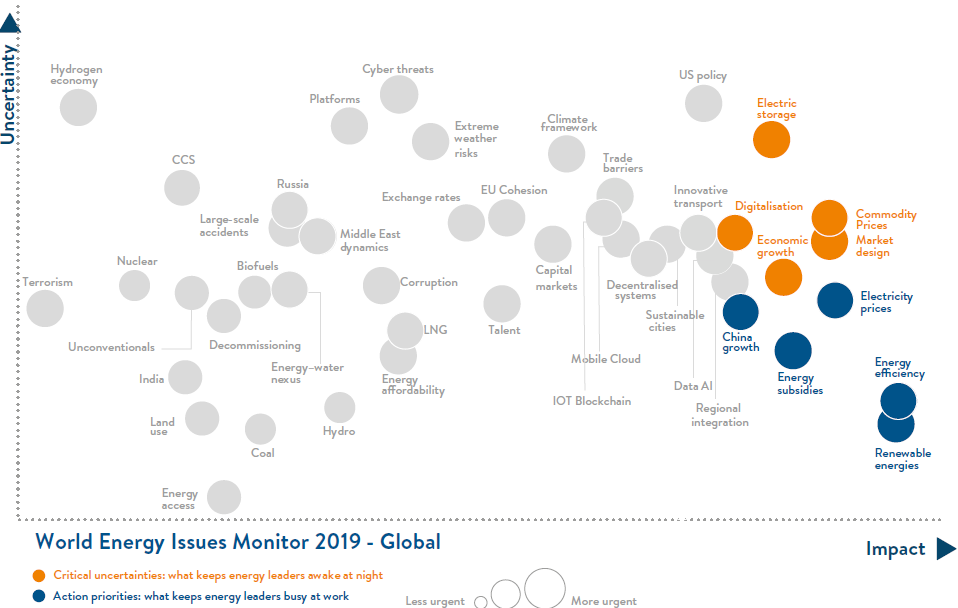 Uncertainty
Hydrogen
economy
Cyber threats
US policy
Platforms
Electric
storage
Extreme
weather
risks
Climate
framework
CCS
Trade
barriers
Russia
Exchange rates
EU Cohesion
Innovative
transport
Digitalisation
Commodity
Prices
Large-scale
accidents
Middle East
dynamics
Economic
growth
Market
design
Nuclear
Biofuels
Capital
markets
Terrorism
Corruption
Decentralised
systems
Electricity
prices
Sustainable
cities
LNG
Talent
China
growth
Unconventionals
Decommissioning
Mobile Cloud
Energy-water
nexus
Energy
efficiency
India
Energy
affordability
Data AI
Energy
subsidies
IOT Blockchain
Regional
integration
Land
use
Hydro
Coal
Renewable
energies
Energy
access
World Energy Issues Monitor 2019 - Global
Impact
Critical uncertainties: what keeps energy leaders awake at night
Action priorities: what keeps energy leaders busy at work
Less urgent
More urgent